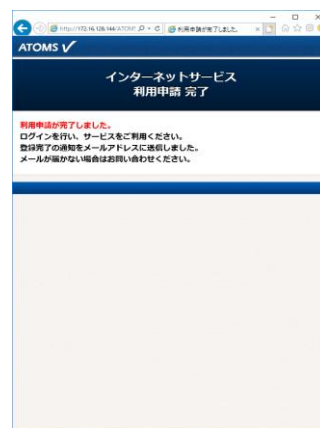 http://172.16.128.144/ATOMS
利用申請が完了しました。
ATOMS
インターネットサービス
利用申請 完了
利用申請が完了しました。
ログインを行い、サービスをご利用ください。
登録完了の通知をメールアドレスに送信しました。
メールが届かない場合はお問い合わせください。